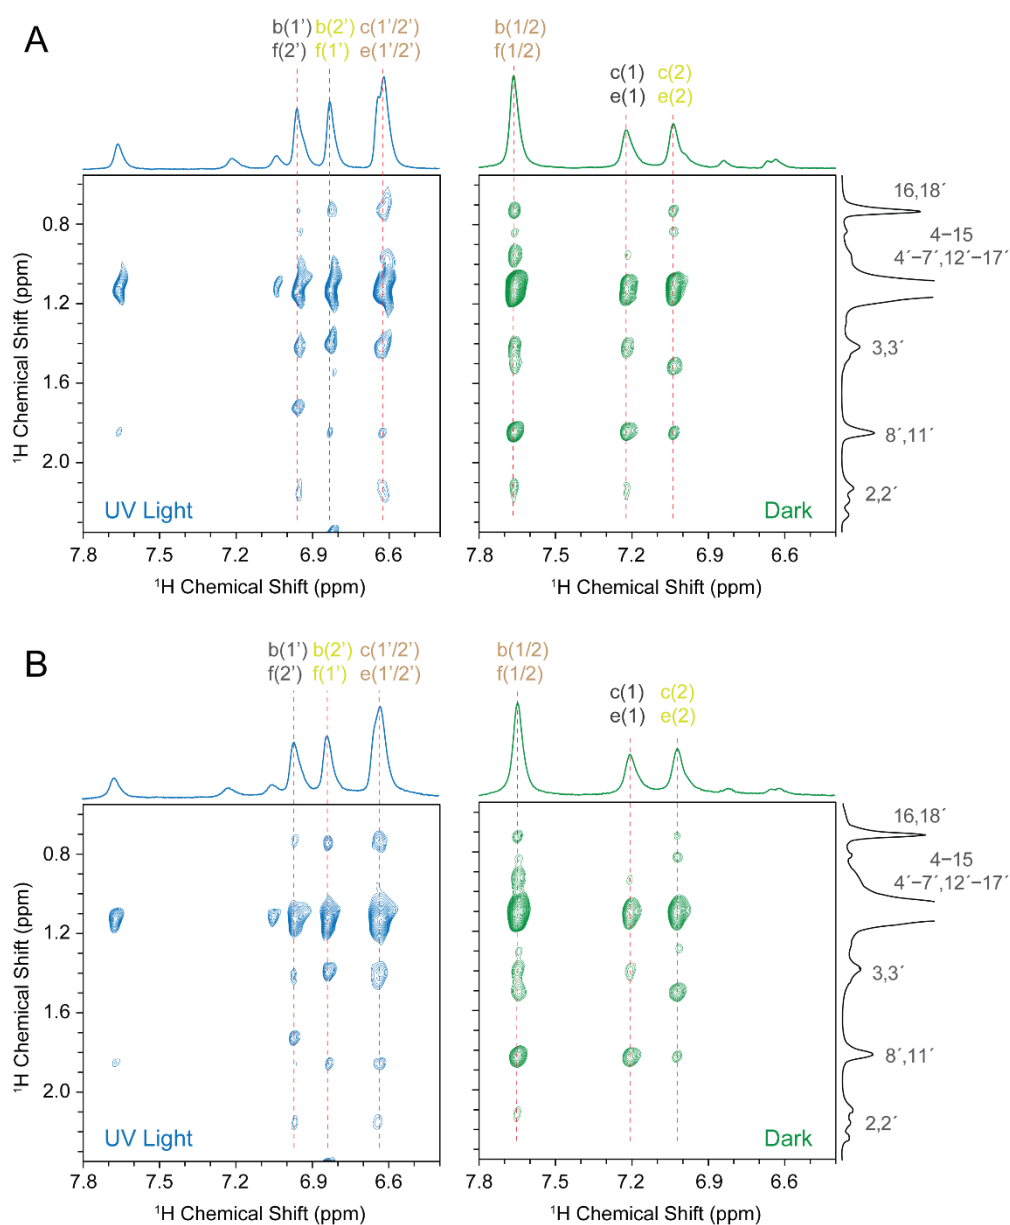 A
b(1’) b(2’) c(1’/2’)
f(2’) f(1’) e(1’/2’)
b(1/2)
f(1/2)
c(1) c(2)
e(1) e(2)
16,18´
4–15
4´–7´,12´–17´
3,3´
8´,11´
2,2´
0.8
1.2
1.6
2.0
¹H Chemical Shift (ppm)
UV Light
Dark
7.8 7.5 7.2 6.9 6.6
7.8 7.5 7.2 6.9 6.6
¹H Chemical Shift (ppm)
¹H Chemical Shift (ppm)
B
b(1’) b(2’) c(1’/2’)
f(2’) f(1’) e(1’/2’)
b(1/2)
f(1/2)
c(1) c(2)
e(1) e(2)
16,18´
4–15
4´–7´,12´–17´
3,3´
8´,11´
2,2´
0.8
1.2
1.6
2.0
¹H Chemical Shift (ppm)
UV Light
Dark
7.8 7.5 7.2 6.9 6.6
7.8 7.5 7.2 6.9 6.6
¹H Chemical Shift (ppm)
¹H Chemical Shift (ppm)